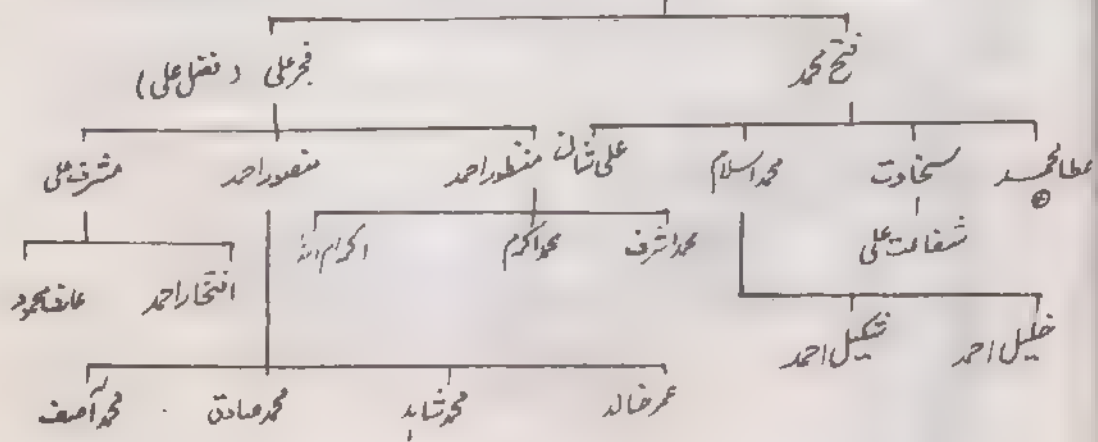 فتح محمد فجر علی (فضل علی)
عطا محمد سخاوت محمد اسلام علی شان منظور احمد منصور احمد مشرف علی
شفاعت علی محمد اشرف محمد اکرم اکرام اللہ افتخار احمد عارف محمود
خلیل احمد شکیل احمد
عمر خالد محمد شاہد محمد صادق محمد آصف